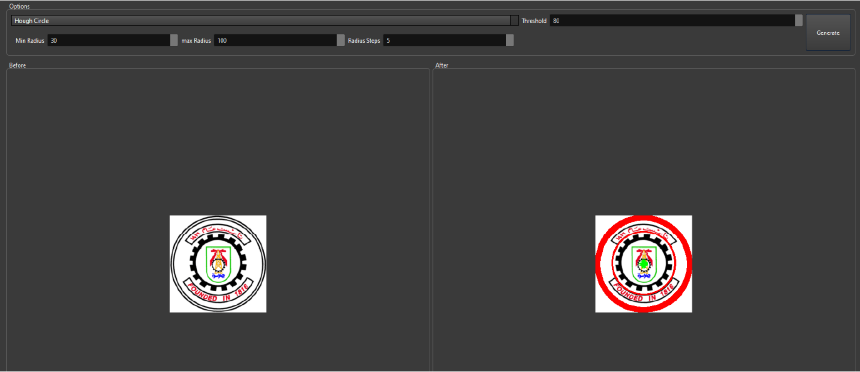 Options
Hough Circle
Threshold 80
Generate
Min Radius 30
max Radius 100
Radius Steps 5
Before
After
FOUNDED IN 1816
FOUNDED IN 1816